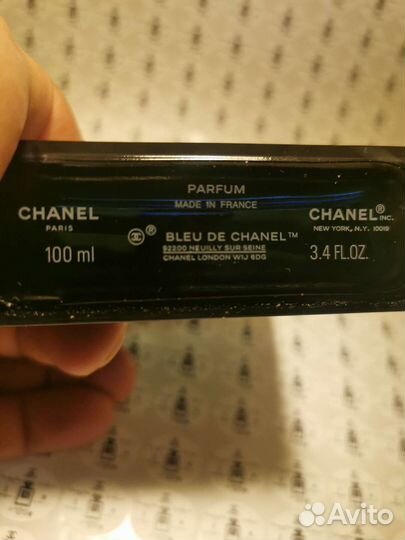 PARFUM
MADE IN FRANCE
CHANEL
PARIS
100 ml
® BLEU DE CHANEL™
92200 NEUILLY SUR SEINE
CHANEL LONDON W1J 6DG
CHANEL® INC.
NEW YORK, N.Y. 10019
3.4 FL.OZ.
Avito